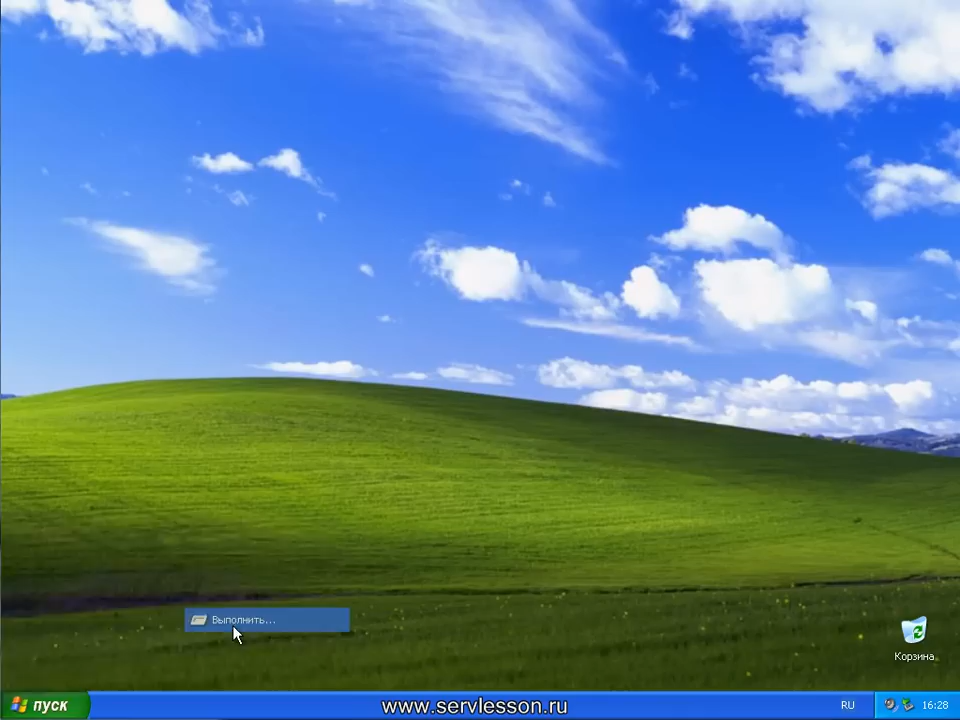 Выполнить...
Корзина
пуск
www.servlesson.ru
RU
16:28